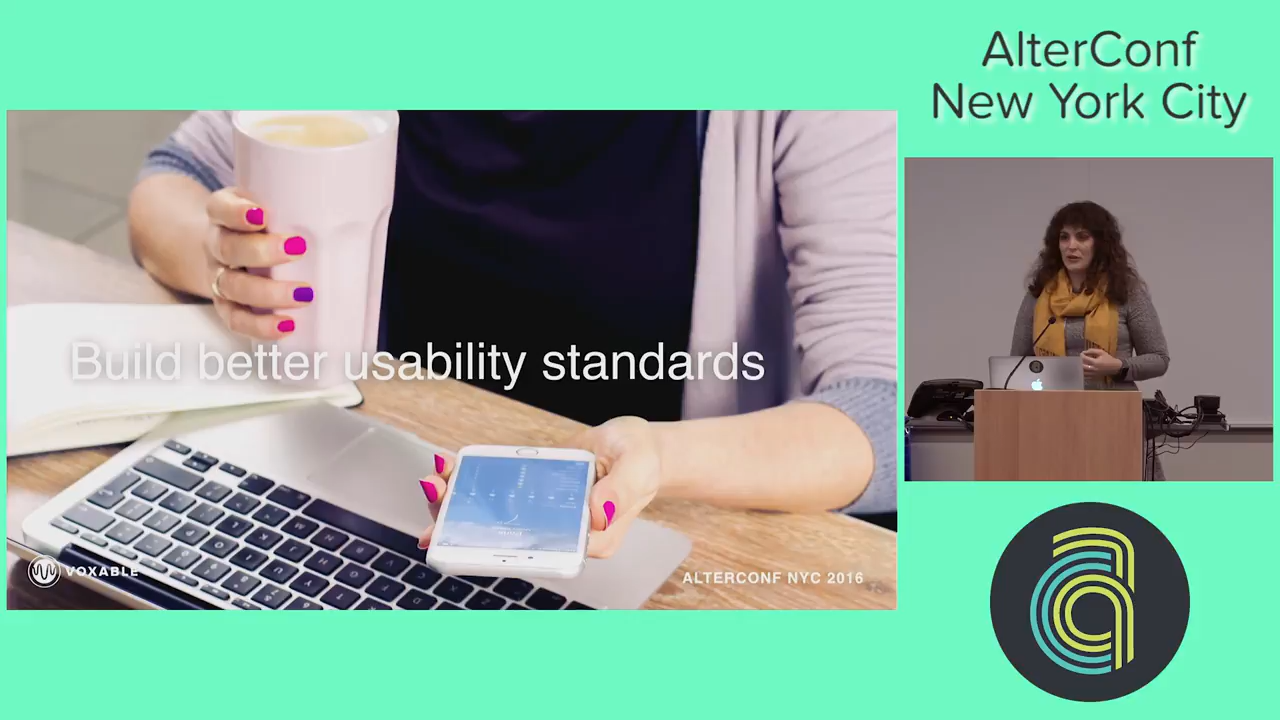 AlterConf
New York City
Build better usability standards
VOXABLE
ALTERCONF NYC 2016